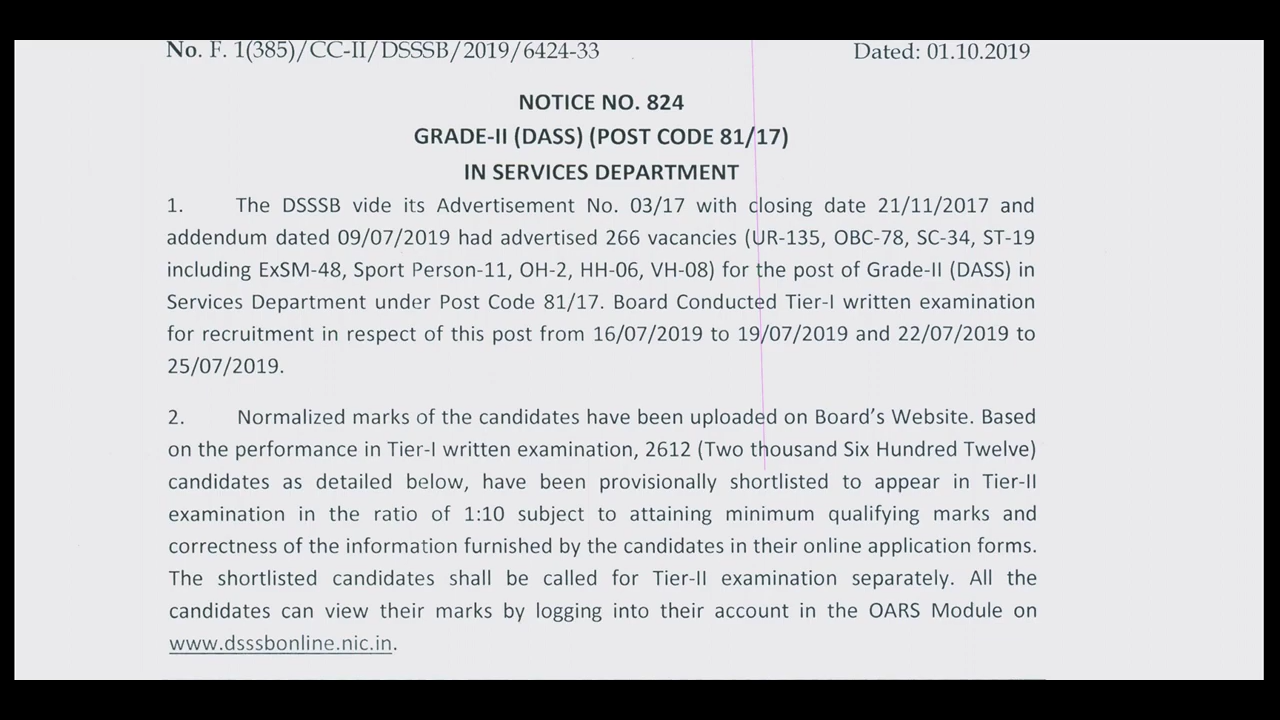 No. F. 1(385)/CC-II/DSSSB/2019/6424-33 Dated: 01.10.2019
NOTICE NO. 824
GRADE-II (DASS) (POST CODE 81/17)
IN SERVICES DEPARTMENT
1. The DSSSB vide its Advertisement No. 03/17 with closing date 21/11/2017 and
addendum dated 09/07/2019 had advertised 266 vacancies (UR-135, OBC-78, SC-34, ST-19
including ExSM-48, Sport Person-11, OH-2, HH-06, VH-08) for the post of Grade-II (DASS) in
Services Department under Post Code 81/17. Board Conducted Tier-I written examination
for recruitment in respect of this post from 16/07/2019 to 19/07/2019 and 22/07/2019 to
25/07/2019.
2. Normalized marks of the candidates have been uploaded on Board's Website. Based
on the performance in Tier-I written examination, 2612 (Two thousand Six Hundred Twelve)
candidates as detailed below, have been provisionally shortlisted to appear in Tier-II
examination in the ratio of 1:10 subject to attaining minimum qualifying marks and
correctness of the information furnished by the candidates in their online application forms.
The shortlisted candidates shall be called for Tier-II examination separately. All the
candidates can view their marks by logging into their account in the OARS Module on
www.dsssbonline.nic.in.